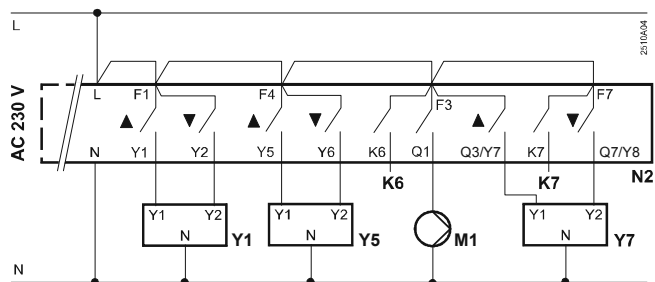 L
2510A04
AC 230 V
L F1 F4 F3 F7
N Y1 Y2 Y5 Y6 K6 Q1 Q3/Y7 K7 Q7/Y8
K6 K7 N2
Y1 Y2 Y1 Y2 Y1 Y2
N Y1 N Y5 M1 N Y7
N